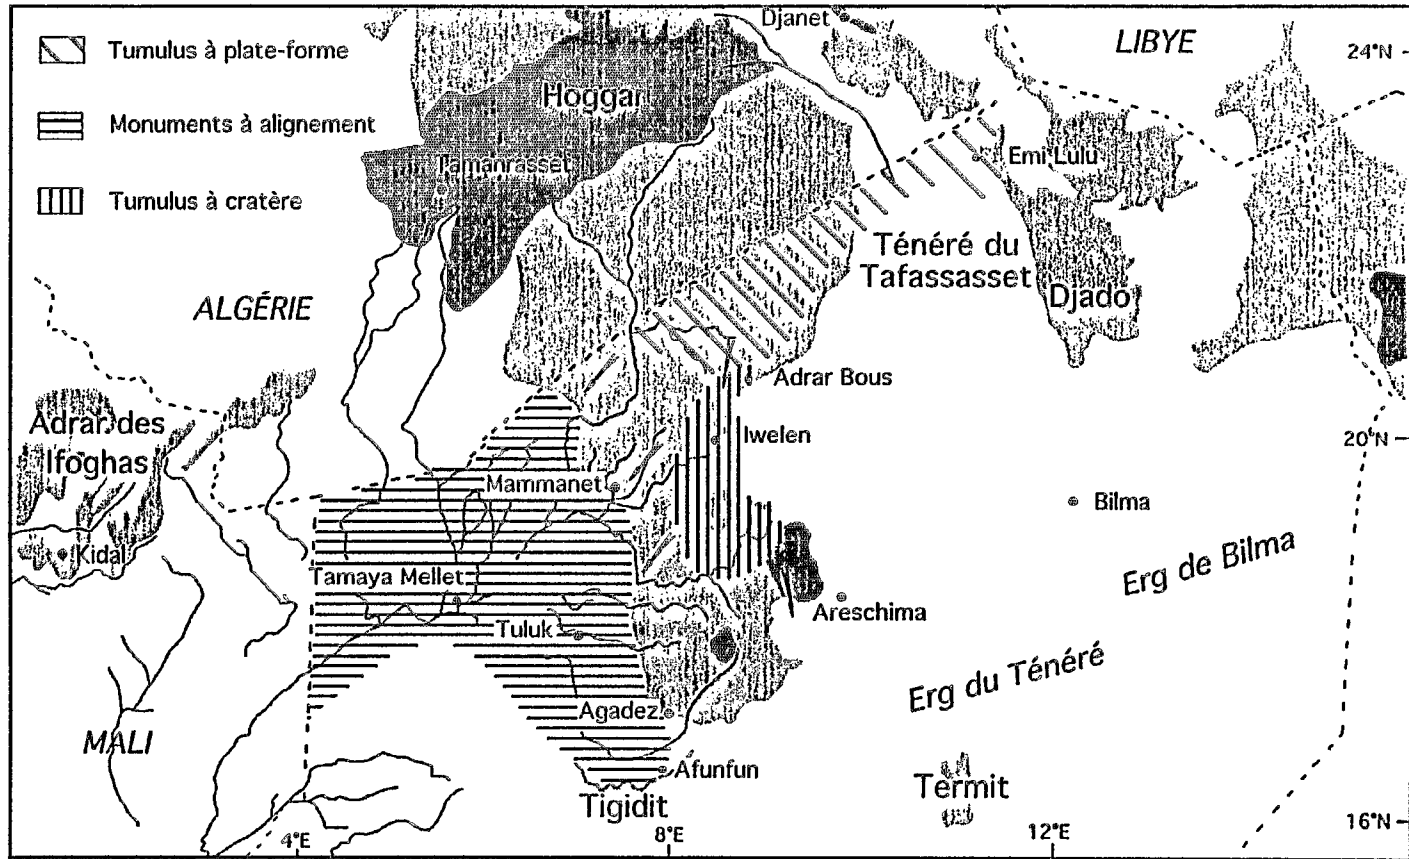 Djanet
LIBYE
24°N
Tumulus à plate-forme
Hoggar
Monuments à alignement
Tamanrasset
Emi Lulu
Tumulus à cratère
Ténéré du
Tafassasset
Djado
ALGÉRIE
Adrar Bous
Adrar des
Ifoghas
Iwelen
20°N
Mammanet
Bilma
Kidal
Erg de Bilma
Tamaya Mellet
Areschima
Tuluk
Erg du Ténéré
Agadez
MALI
Afunfun
Termit
Tigidit
16°N
4°E
8°E
12°E